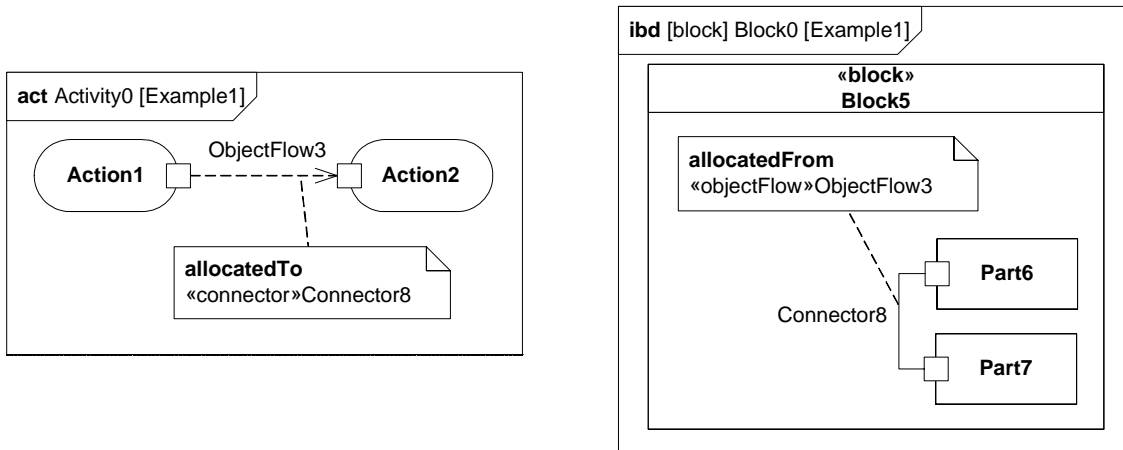 act Activity0 [Example1]
ObjectFlow3
Action1
Action2
allocatedTo
«connector»Connector8
ibd [block] Block0 [Example1]
«block»
Block5
allocatedFrom
«objectFlow»ObjectFlow3
Part6
Connector8
Part7